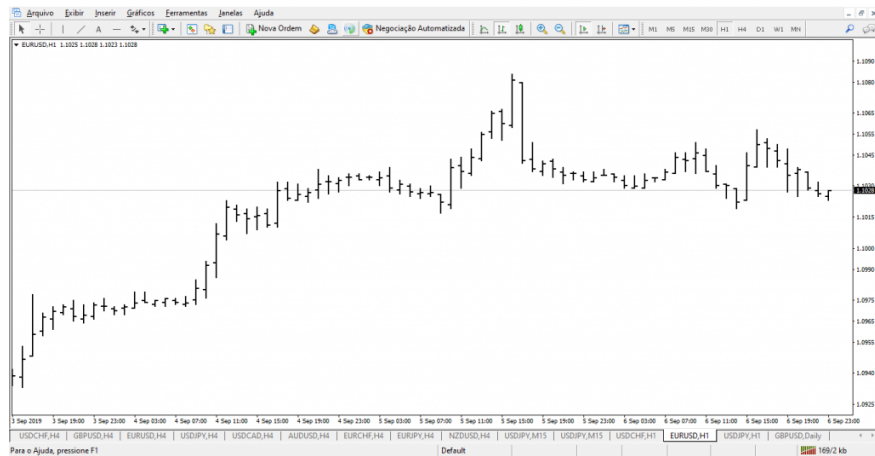 Arquivo Exibir Inserir Gráficos Ferramentas Janelas Ajuda
Nova Ordem Negociação Automatizada M1 M5 M15 M30 H1 H4 D1 W1 MN
EURUSD,H1 1.1025 1.1028 1.1023 1.1028
1.1090
1.1080
1.1065
1.1055
1.1045
1.1030
1.1028
1.1015
1.1000
1.0990
1.0975
1.0965
1.0955
1.0940
1.0925
3 Sep 2019 3 Sep 19:00 3 Sep 23:00 4 Sep 03:00 4 Sep 07:00 4 Sep 11:00 4 Sep 15:00 4 Sep 19:00 4 Sep 23:00 5 Sep 03:00 5 Sep 07:00 5 Sep 11:00 5 Sep 15:00 5 Sep 19:00 5 Sep 23:00 6 Sep 03:00 6 Sep 07:00 6 Sep 11:00 6 Sep 15:00 6 Sep 19:00 6 Sep 23:00
USDCHF,H4 GBPUSD,H4 EURUSD,H4 USDJPY,H4 USDCAD,H4 AUDUSD,H4 EURCHF,H4 EURJPY,H4 NZDUSD,H4 USDJPY,M15 USDJPY,M15 USDCHF,H1 EURUSD,H1 USDJPY,H1 GBPUSD,Daily
Para o Ajuda, pressione F1 Default 169/2 kb